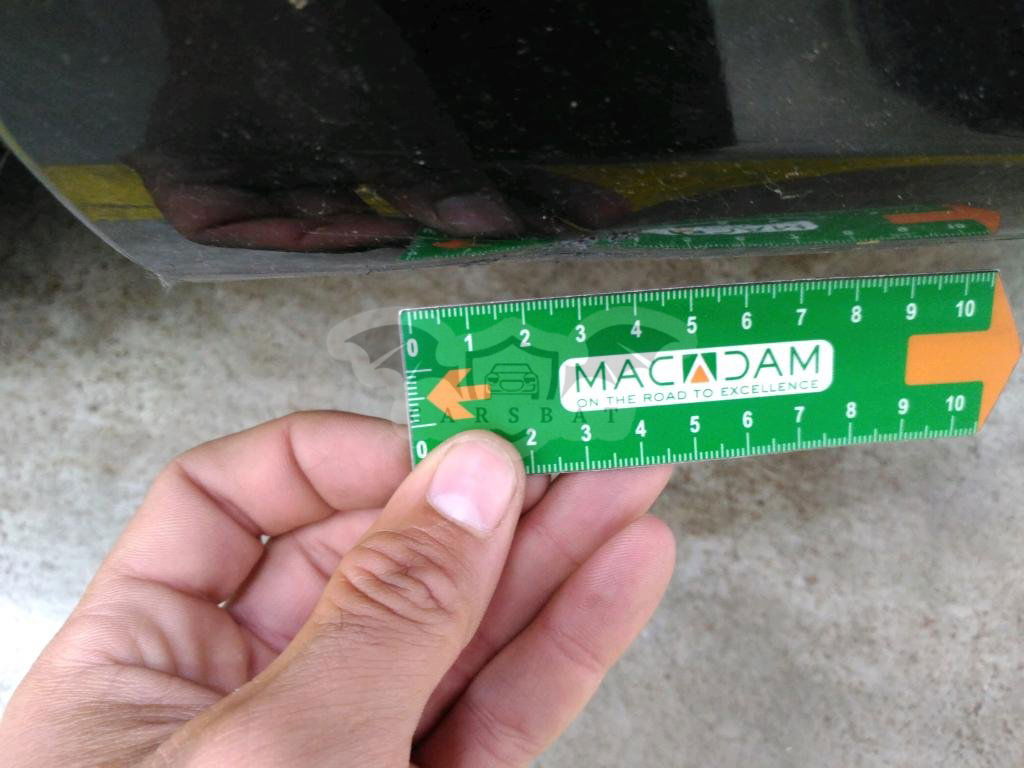 0 1 2 3 4 5 6 7 8 9 10
MACADAM
ON THE ROAD TO EXCELLENCE
ARSBAT
0 2 3 4 5 6 7 8 9 10